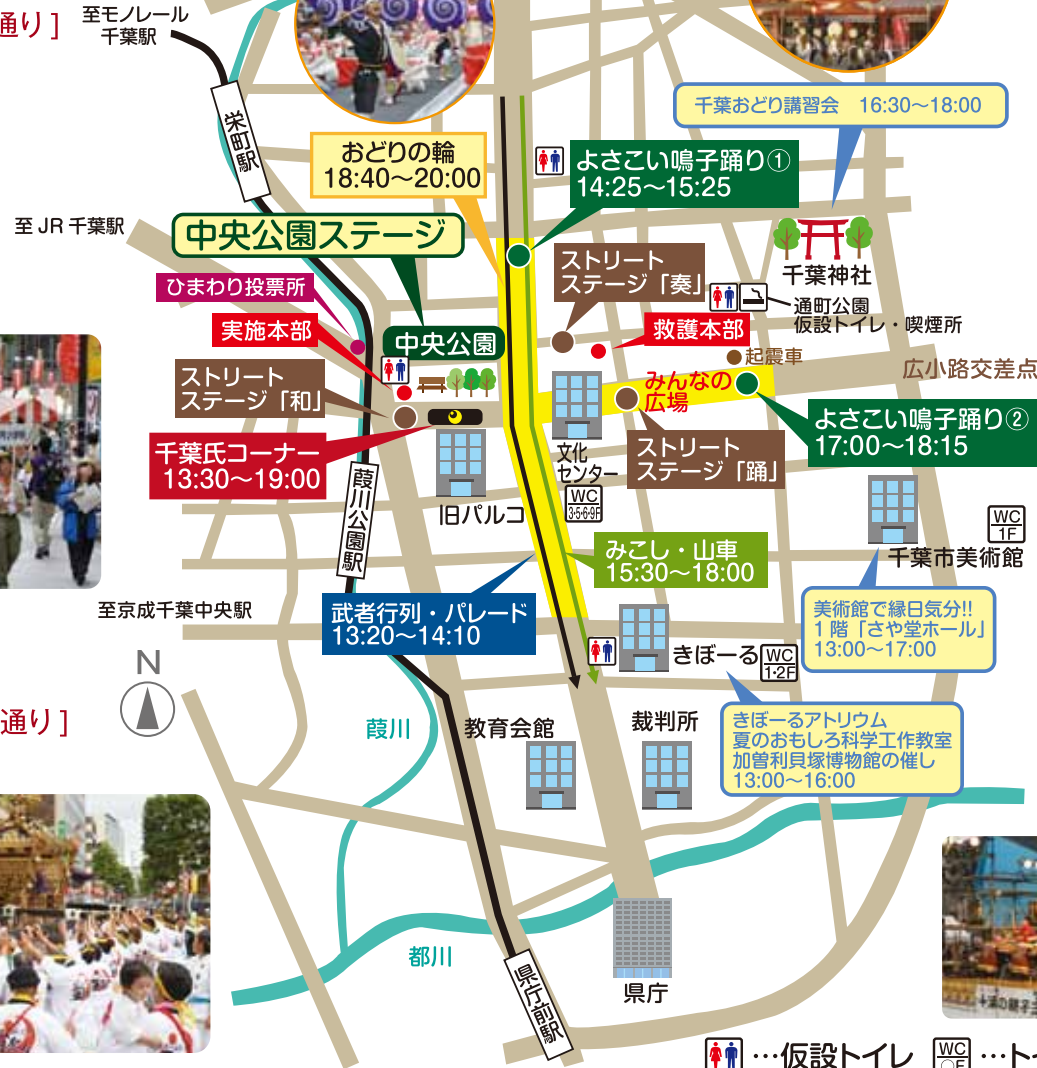 通り]
至モノレール
千葉駅
栄町駅
千葉おどり講習会　16:30〜18:00
おどりの輪
18:40〜20:00
よさこい鳴子踊り①
14:25〜15:25
至JR千葉駅
中央公園ステージ
千葉神社
ストリート
ステージ「奏」
ひまわり投票所
通町公園
仮設トイレ・喫煙所
実施本部
救護本部
中央公園
起震車
広小路交差点
ストリート
ステージ「和」
みんなの
広場
よさこい鳴子踊り②
17:00〜18:15
千葉氏コーナー
13:30〜19:00
ストリート
ステージ「踊」
文化
センター
WC
3・5・6・9F
葭川公園駅
旧パルコ
WC
1F
千葉市美術館
みこし・山車
15:30〜18:00
武者行列・パレード
13:20〜14:10
至京成千葉中央駅
美術館で縁日気分!!
1階「さや堂ホール」
13:00〜17:00
きぼーる
WC
1・2F
N
通り]
葭川
教育会館
裁判所
きぼーるアトリウム
夏のおもしろ科学工作教室
加曽利貝塚博物館の催し
13:00〜16:00
都川
県庁前駅
県庁
…仮設トイレ
WC
○F
…ト